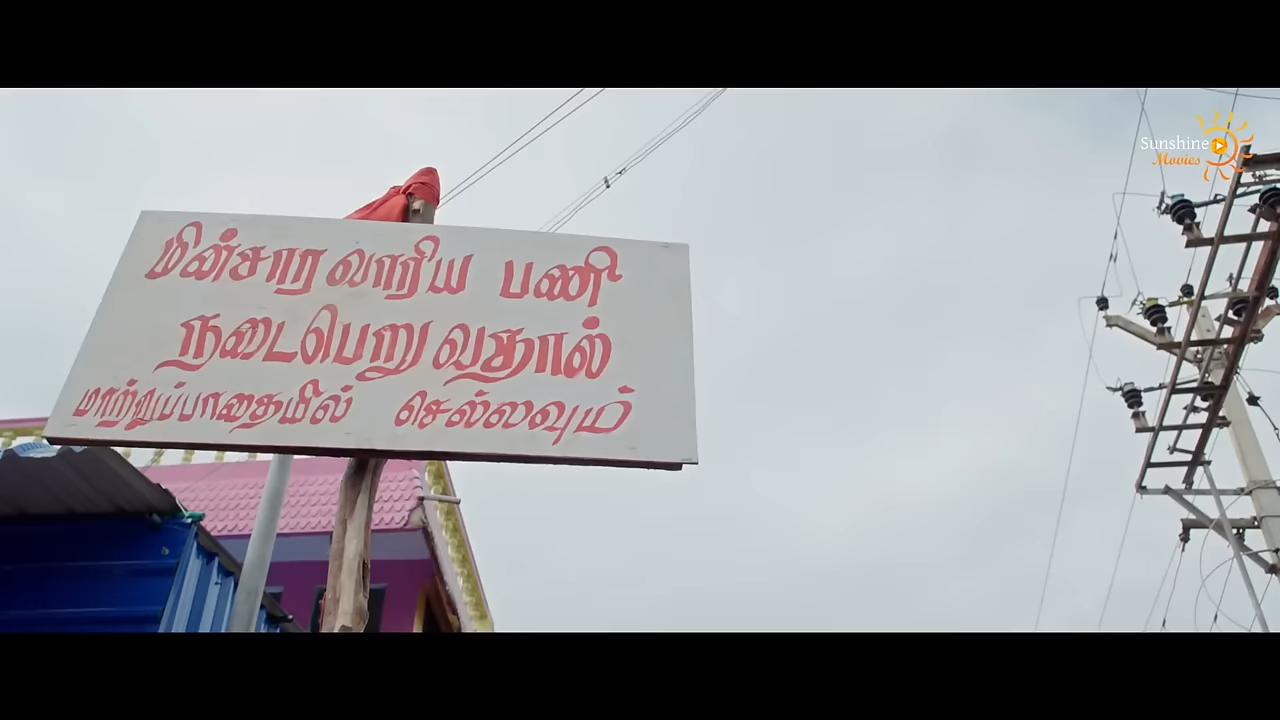 மின்சார வாரிய பணி
நடைபெறுவதால்
மாற்றுப்பாதையில் செல்லவும்
Sunshine
Movies